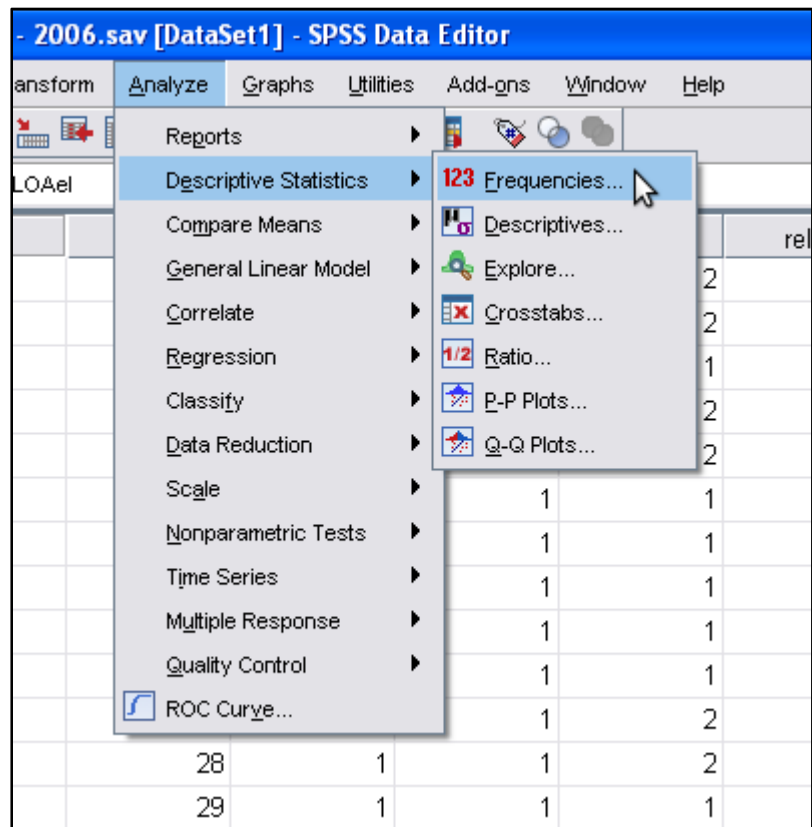 - 2006.sav [DataSet1] - SPSS Data Editor
ansform Analyze Graphs Utilities Add-ons Window Help
LOAel
Reports
Descriptive Statistics
Compare Means
General Linear Model
Correlate
Regression
Classify
Data Reduction
Scale
Nonparametric Tests
Time Series
Multiple Response
Quality Control
ROC Curve...
123 Frequencies...
μ σ Descriptives...
Explore...
Crosstabs...
1/2 Ratio...
P-P Plots...
Q-Q Plots...
rel
2
2
1
2
2
1 1
1 1
1 1
1 1
1 1
1 2
28 1 1 2
29 1 1 1